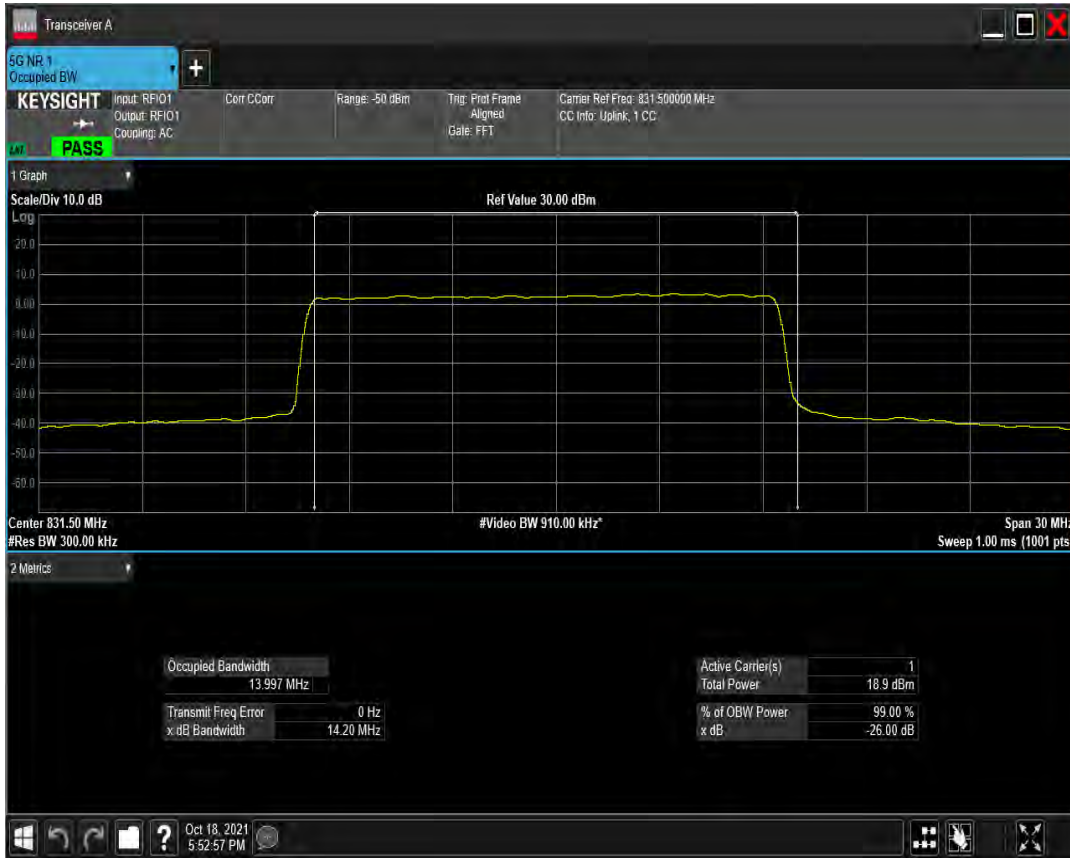 Transceiver A
5G NR 1
Occupied BW
+
KEYSIGHT
Input: RFIO1
Output: RFIO1
Coupling: AC
Corr CCorr
Range: -50 dBm
Trig: Prot Frame
Aligned
Gate: FFT
Carrier Ref Freq: 831.500000 MHz
CC Info: Uplink, 1 CC
PASS
1 Graph
Scale/Div 10.0 dB
Ref Value 30.00 dBm
Log
20.0
10.0
0.00
-10.0
-20.0
-30.0
-40.0
-50.0
-60.0
Center 831.50 MHz
#Video BW 910.00 kHz*
Span 30 MHz
#Res BW 300.00 kHz
Sweep 1.00 ms (1001 pts
2 Metrics
Occupied Bandwidth
13.997 MHz
Transmit Freq Error 0 Hz
x dB Bandwidth 14.20 MHz
Active Carrier(s) 1
Total Power 18.9 dBm
% of OBW Power 99.00 %
x dB -26.00 dB
?
Oct 18, 2021
5:52:57 PM